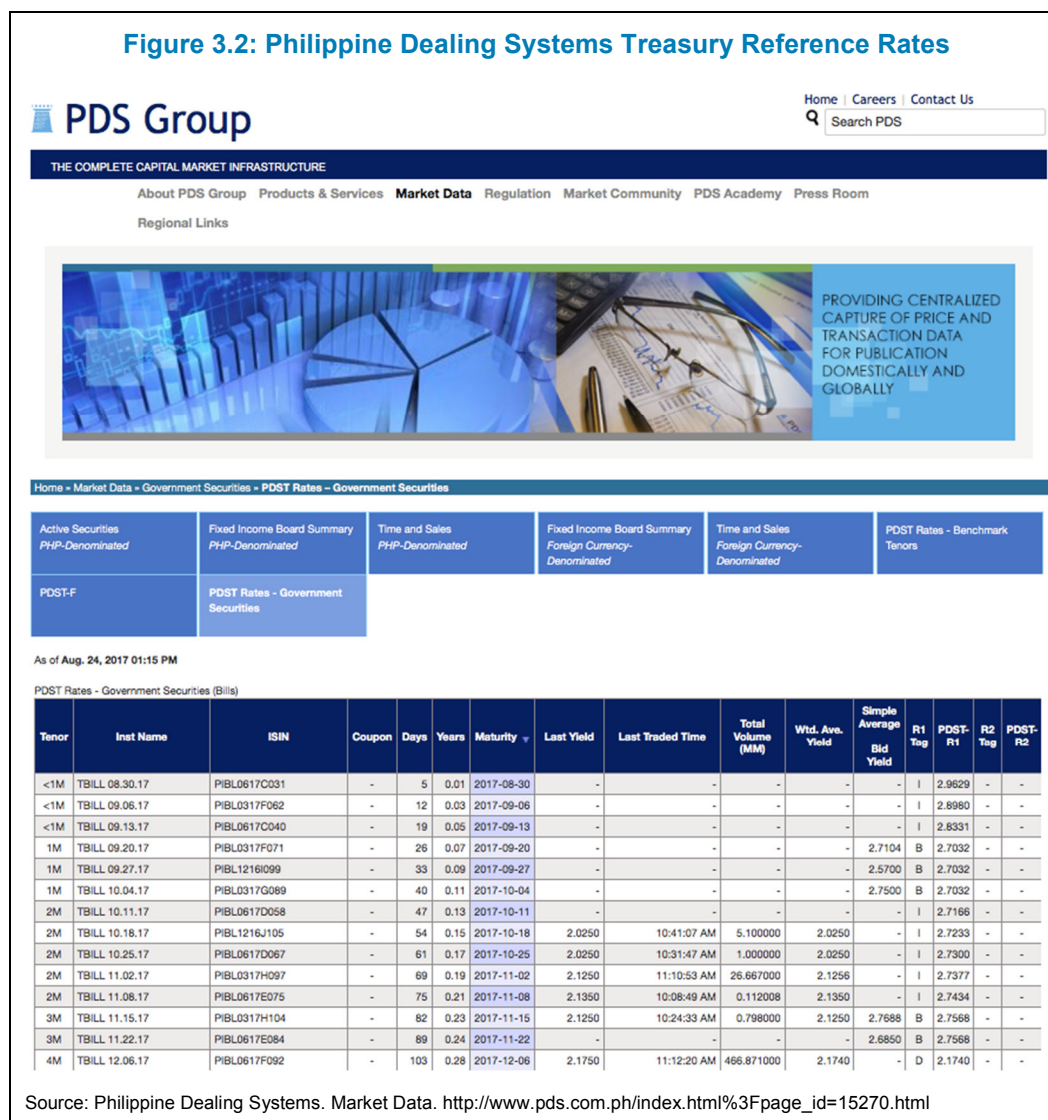 Figure 3.2: Philippine Dealing Systems Treasury Reference Rates
PDS Group
Home | Careers | Contact Us
Search PDS
THE COMPLETE CAPITAL MARKET INFRASTRUCTURE
About PDS Group Products & Services Market Data Regulation Market Community PDS Academy Press Room
Regional Links
PROVIDING CENTRALIZED
CAPTURE OF PRICE AND
TRANSACTION DATA
FOR PUBLICATION
DOMESTICALLY AND
GLOBALLY
Home » Market Data » Government Securities » PDST Rates – Government Securities
Active Securities
PHP-Denominated
Fixed Income Board Summary
PHP-Denominated
Time and Sales
PHP-Denominated
Fixed Income Board Summary
Foreign Currency-
Denominated
Time and Sales
Foreign Currency-
Denominated
PDST Rates - Benchmark
Tenors
PDST-F
PDST Rates - Government
Securities
As of Aug. 24, 2017 01:15 PM
PDST Rates - Government Securities (Bills)
Tenor Inst Name ISIN Coupon Days Years Maturity Last Yield Last Traded Time Total Volume (MM) Wtd. Ave. Yield Simple Average Bid Yield R1 Tag PDST-R1 R2 Tag PDST-R2
<1M TBILL 08.30.17 PIBL0617C031 - 5 0.01 2017-08-30 - - - - - I 2.9629 - -
<1M TBILL 09.06.17 PIBL0317F062 - 12 0.03 2017-09-06 - - - - - I 2.8980 - -
<1M TBILL 09.13.17 PIBL0617C040 - 19 0.05 2017-09-13 - - - - - I 2.8331 - -
1M TBILL 09.20.17 PIBL0317F071 - 26 0.07 2017-09-20 - - - - 2.7104 B 2.7032 - -
1M TBILL 09.27.17 PIBL1216I099 - 33 0.09 2017-09-27 - - - - 2.5700 B 2.7032 - -
1M TBILL 10.04.17 PIBL0317G089 - 40 0.11 2017-10-04 - - - - 2.7500 B 2.7032 - -
2M TBILL 10.11.17 PIBL0617D058 - 47 0.13 2017-10-11 - - - - - I 2.7166 - -
2M TBILL 10.18.17 PIBL1216J105 - 54 0.15 2017-10-18 2.0250 10:41:07 AM 5.100000 2.0250 - I 2.7233 - -
2M TBILL 10.25.17 PIBL0617D067 - 61 0.17 2017-10-25 2.0250 10:31:47 AM 1.000000 2.0250 - I 2.7300 - -
2M TBILL 11.02.17 PIBL0317H097 - 69 0.19 2017-11-02 2.1250 11:10:53 AM 26.667000 2.1256 - I 2.7377 - -
2M TBILL 11.08.17 PIBL0617E075 - 75 0.21 2017-11-08 2.1350 10:08:49 AM 0.112008 2.1350 - I 2.7434 - -
3M TBILL 11.15.17 PIBL0317H104 - 82 0.23 2017-11-15 2.1250 10:24:33 AM 0.798000 2.1250 2.7688 B 2.7568 - -
3M TBILL 11.22.17 PIBL0617E084 - 89 0.24 2017-11-22 - - - - 2.6850 B 2.7568 - -
4M TBILL 12.06.17 PIBL0617F092 - 103 0.28 2017-12-06 2.1750 11:12:20 AM 466.871000 2.1740 - D 2.1740 - -
Source: Philippine Dealing Systems. Market Data. http://www.pds.com.ph/index.html%3Fpage_id=15270.html